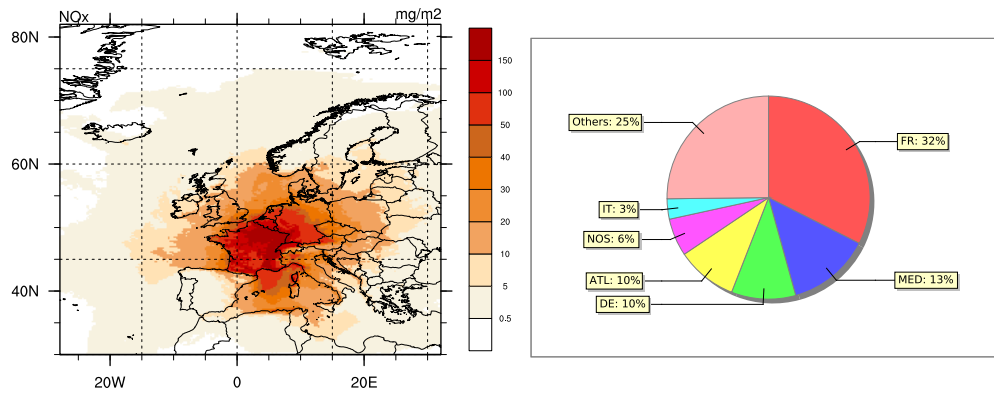 NOx mg/m2
80N
60N
40N
20W 0 20E
150
100
50
40
30
20
10
5
0.5
Others: 25%
FR: 32%
IT: 3%
NOS: 6%
ATL: 10%
MED: 13%
DE: 10%